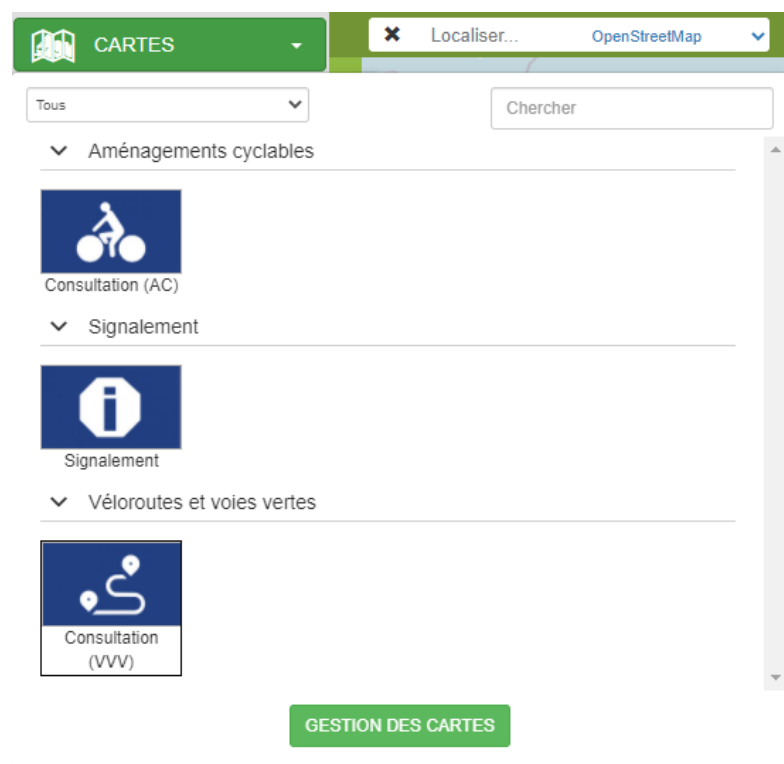 CARTES
Localiser...
OpenStreetMap
Tous
Chercher
Aménagements cyclables
Consultation (AC)
Signalement
Signalement
Véloroutes et voies vertes
Consultation
(VVV)
GESTION DES CARTES